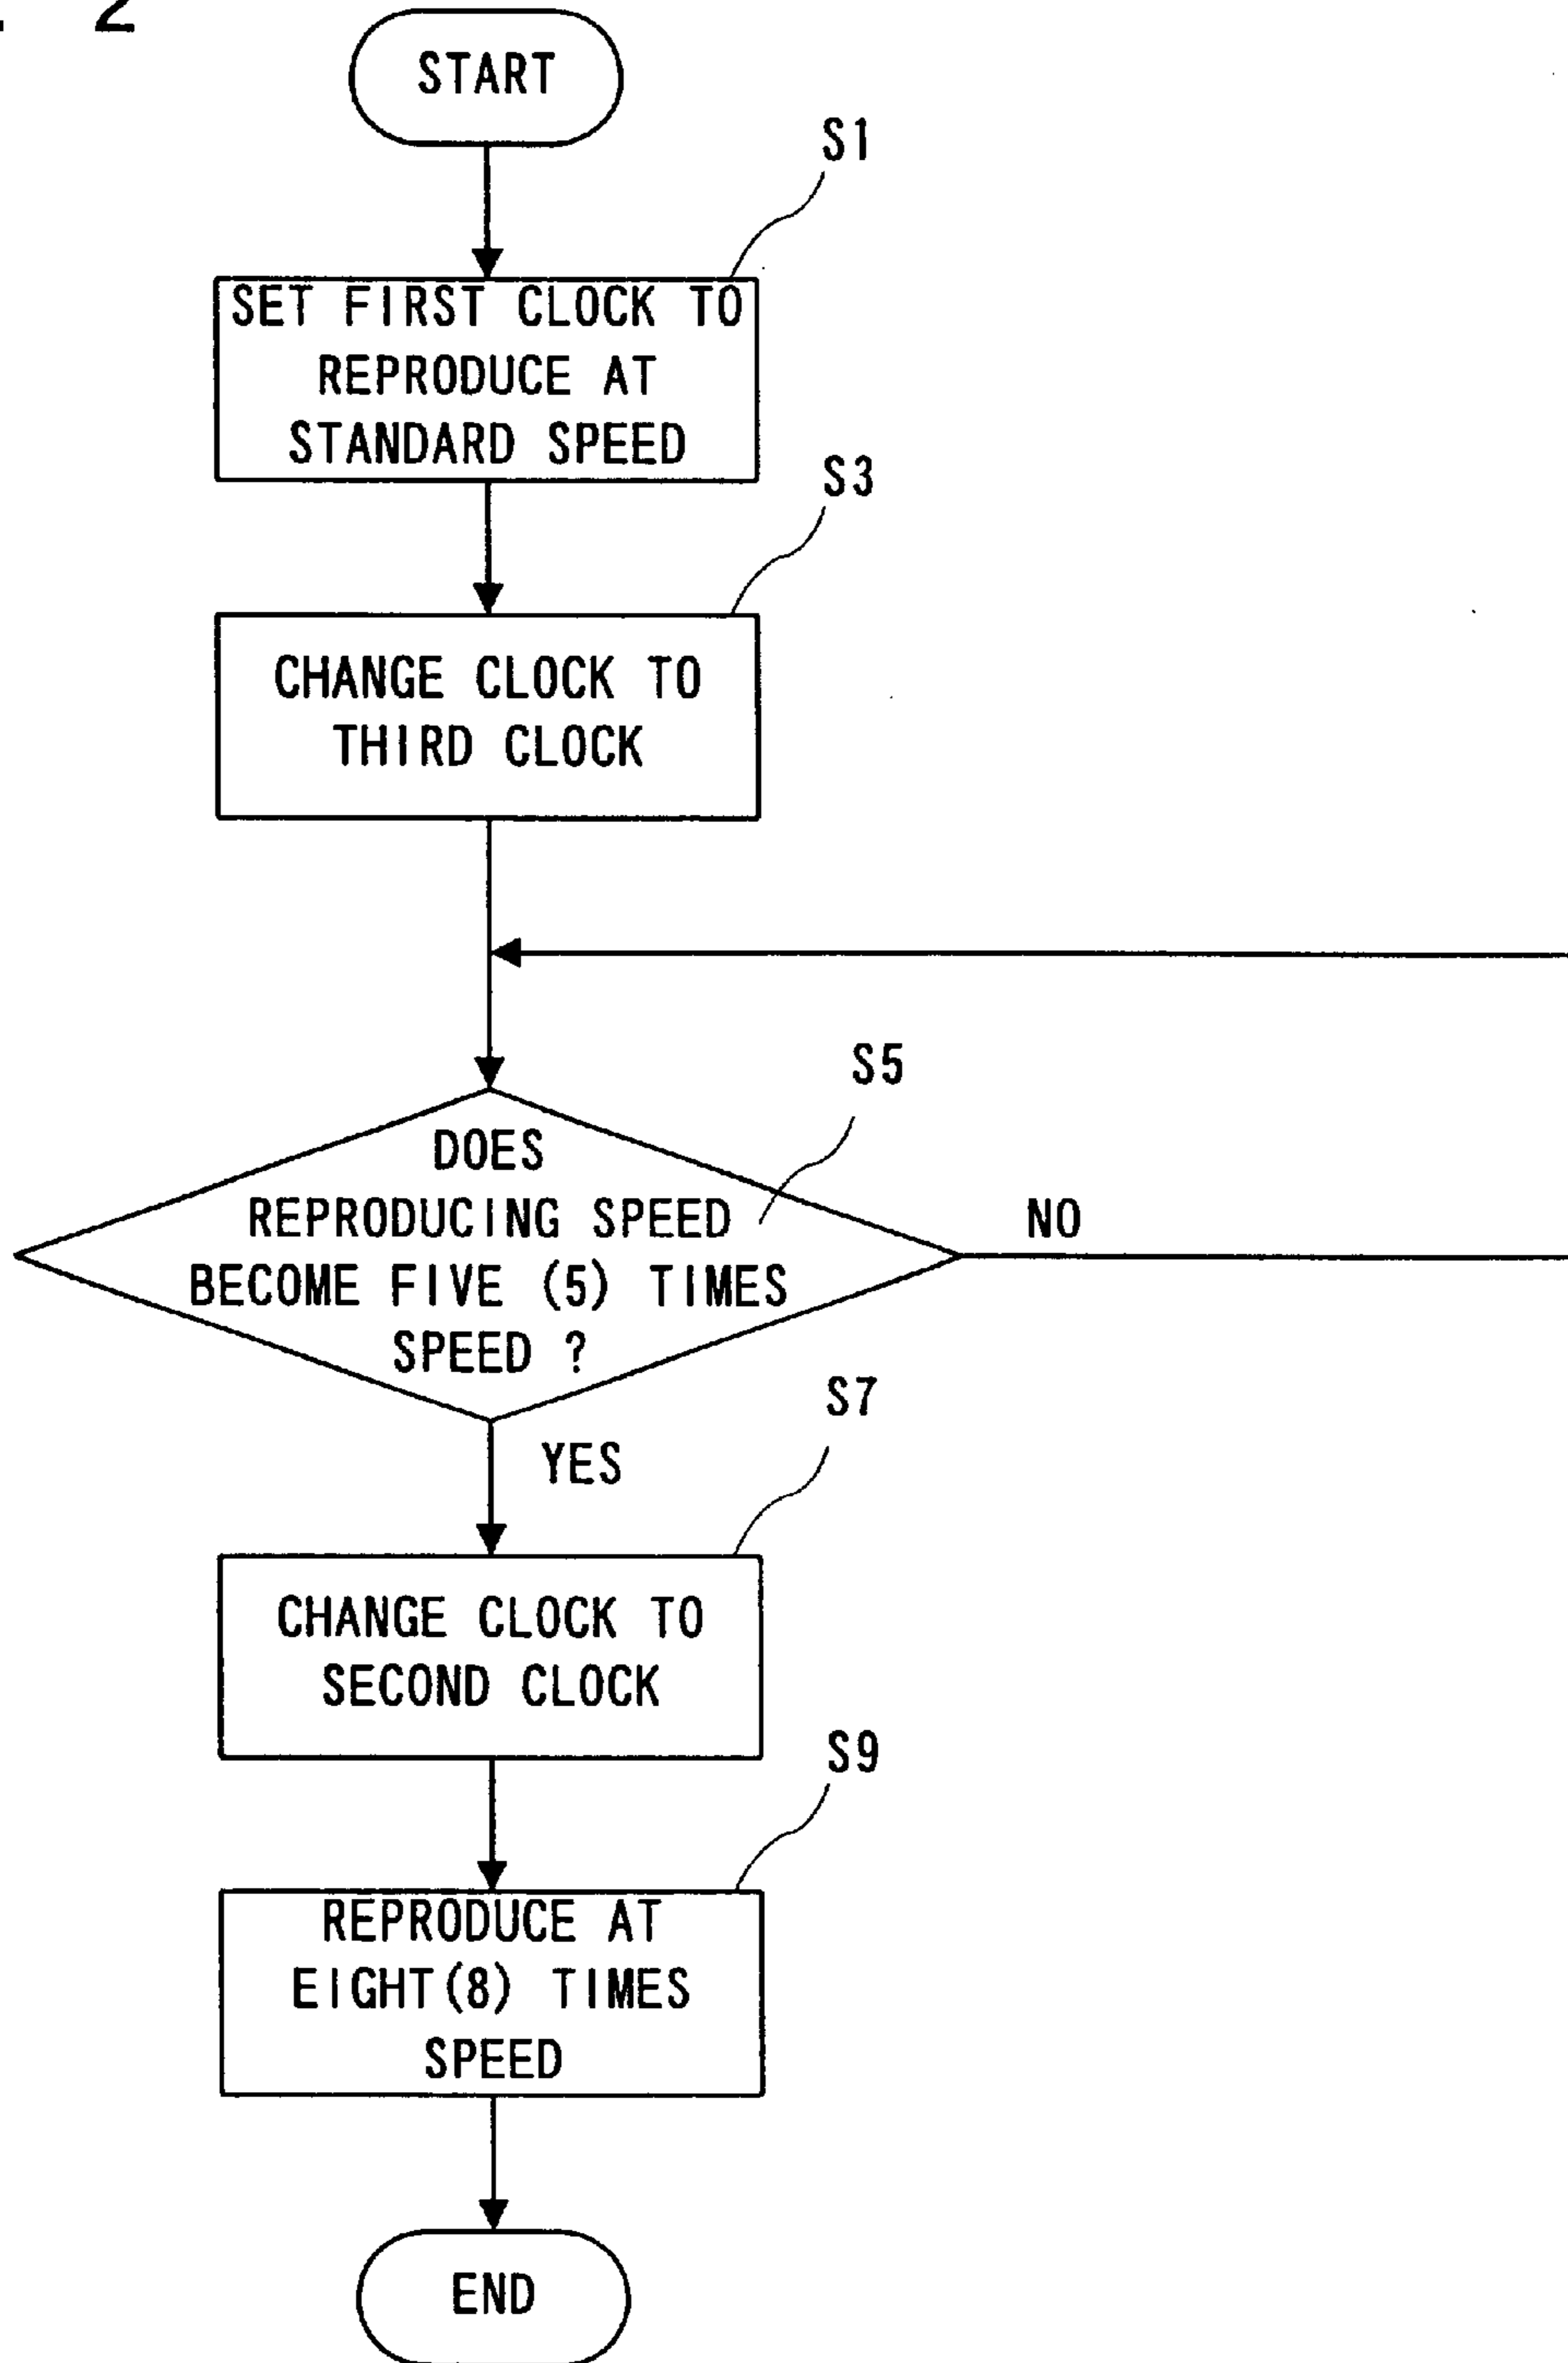 2
START
S1
SET FIRST CLOCK TO
REPRODUCE AT
STANDARD SPEED
S3
CHANGE CLOCK TO
THIRD CLOCK
S5
DOES
REPRODUCING SPEED
BECOME FIVE (5) TIMES
SPEED ?
NO
YES
S7
CHANGE CLOCK TO
SECOND CLOCK
S9
REPRODUCE AT
EIGHT(8) TIMES
SPEED
END